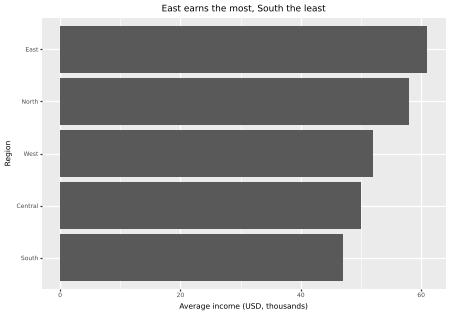 East earns the most, South the least
East
North
West
Central
South
Region
0 20 40 60
Average income (USD, thousands)